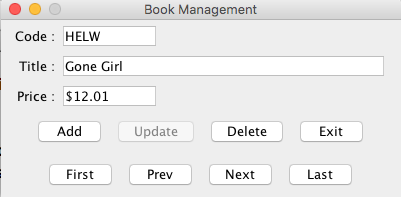 Book Management
Code : HELW
Title : Gone Girl
Price : $12.01
Add Update Delete Exit
First Prev Next Last